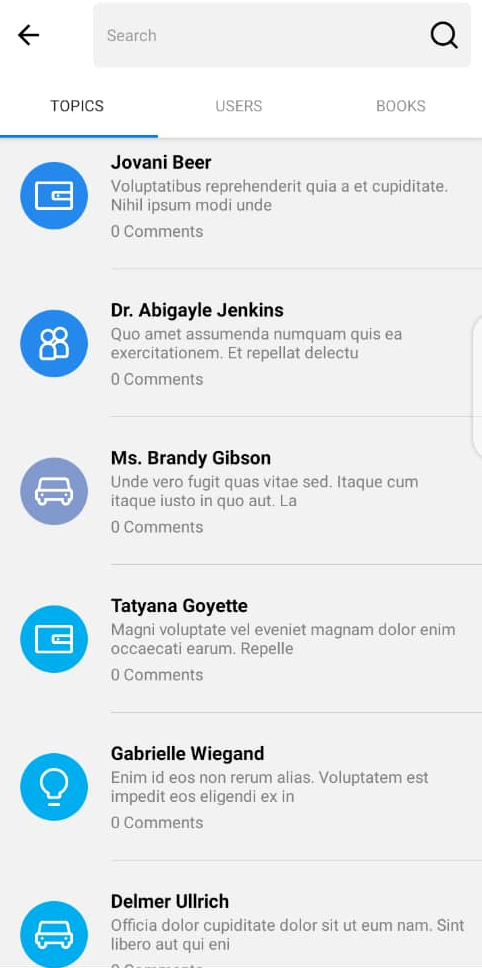 Search
TOPICS
USERS
BOOKS
Jovani Beer
Voluptatibus reprehenderit quia a et cupiditate.
Nihil ipsum modi unde
0 Comments
Dr. Abigayle Jenkins
Quo amet assumenda numquam quis ea
exercitationem. Et repellat delectu
0 Comments
Ms. Brandy Gibson
Unde vero fugit quas vitae sed. Itaque cum
itaque iusto in quo aut. La
0 Comments
Tatyana Goyette
Magni voluptate vel eveniet magnam dolor enim
occaecati earum. Repelle
0 Comments
Gabrielle Wiegand
Enim id eos non rerum alias. Voluptatem est
impedit eos eligendi ex in
0 Comments
Delmer Ullrich
Officia dolor cupiditate dolor sit ut eum nam. Sint
libero aut qui eni